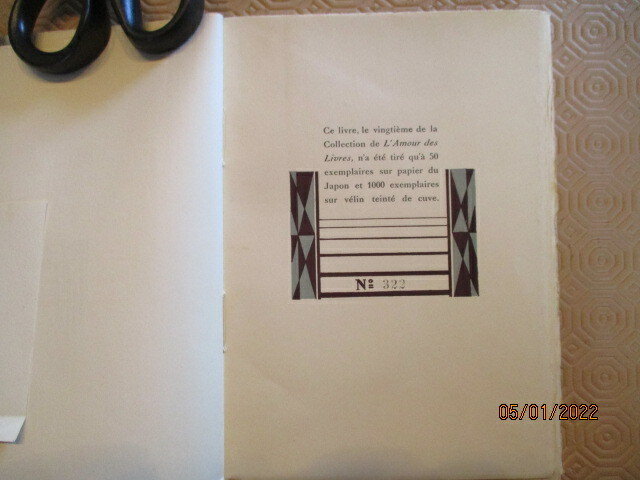 Ce livre, le vingtième de la
Collection de L'Amour des
Livres, n'a été tiré qu'à 50
exemplaires sur papier du
Japon et 1000 exemplaires
sur vélin teinté de cuve.
Nº 322
05/01/2022